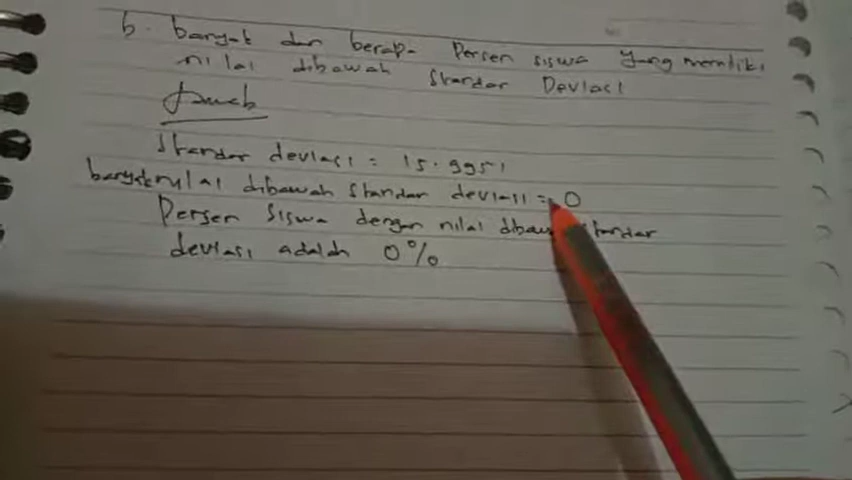 b. banyak dan berapa Persen siswa yang memiliki
nilai dibawah Standar Deviasi
Jawab
Standar deviasi = 15.9951
banyak nilai dibawah standar deviasi = 0
Persen siswa dengan nilai dibawah standar
deviasi adalah 0%